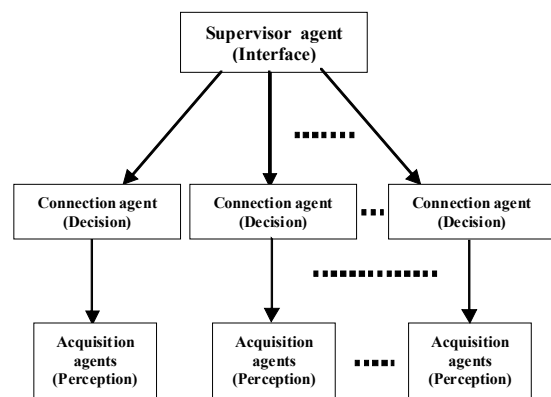 Supervisor agent
(Interface)
Connection agent
(Decision)
Connection agent
(Decision)
Connection agent
(Decision)
Acquisition
agents
(Perception)
Acquisition
agents
(Perception)
Acquisition
agents
(Perception)